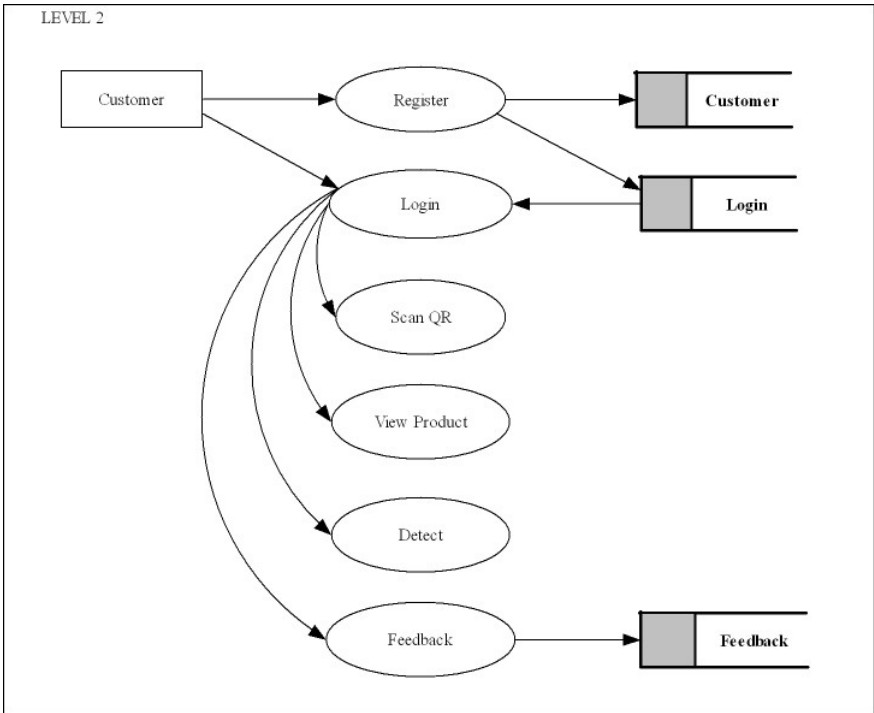 LEVEL 2
Customer
Register
Customer
Login
Login
Scan QR
View Product
Detect
Feedback
Feedback